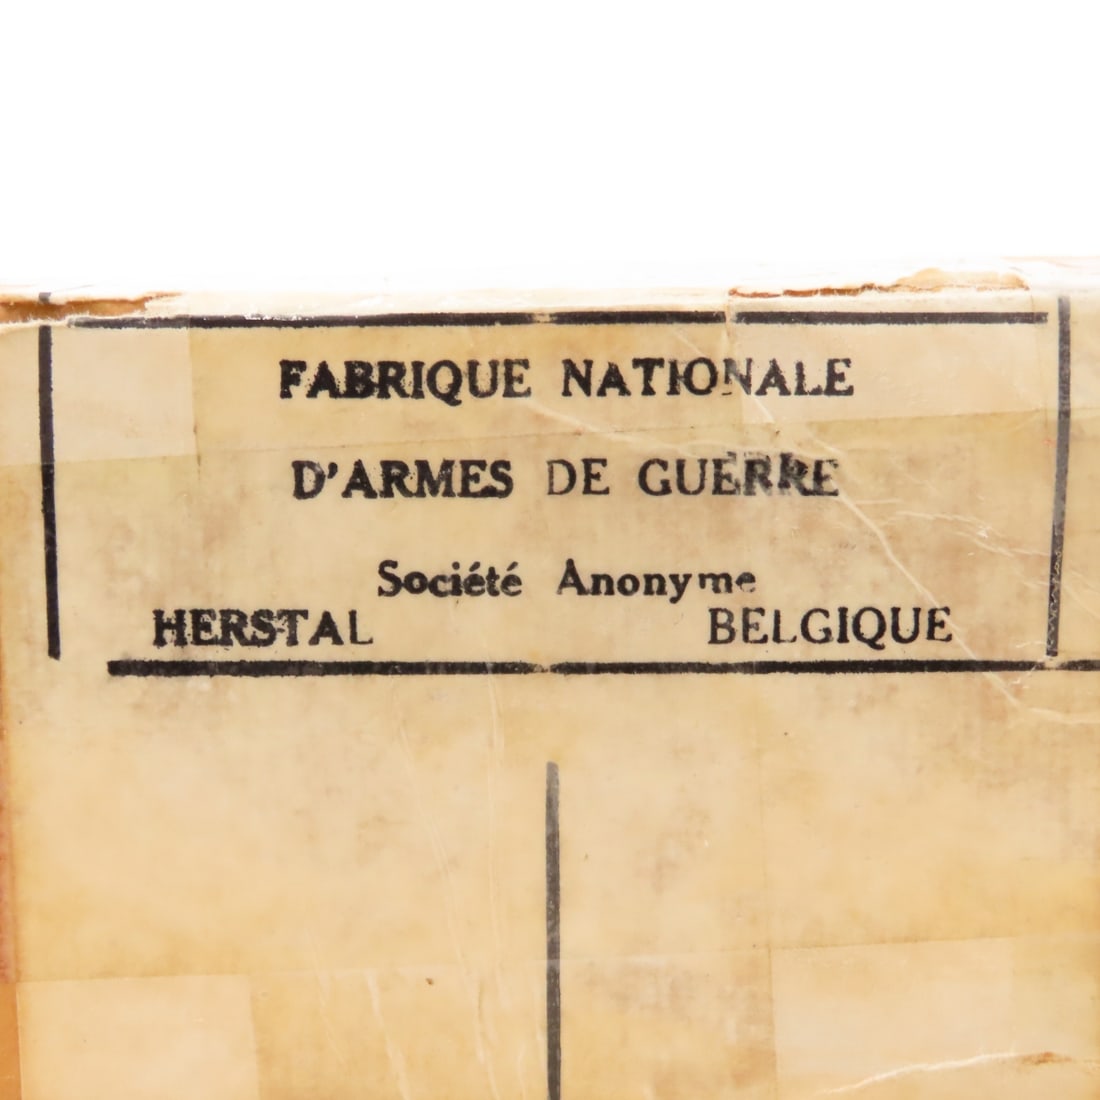 FABRIQUE NATIONALE
D'ARMES DE GUERRE
Société Anonyme
HERSTAL BELGIQUE